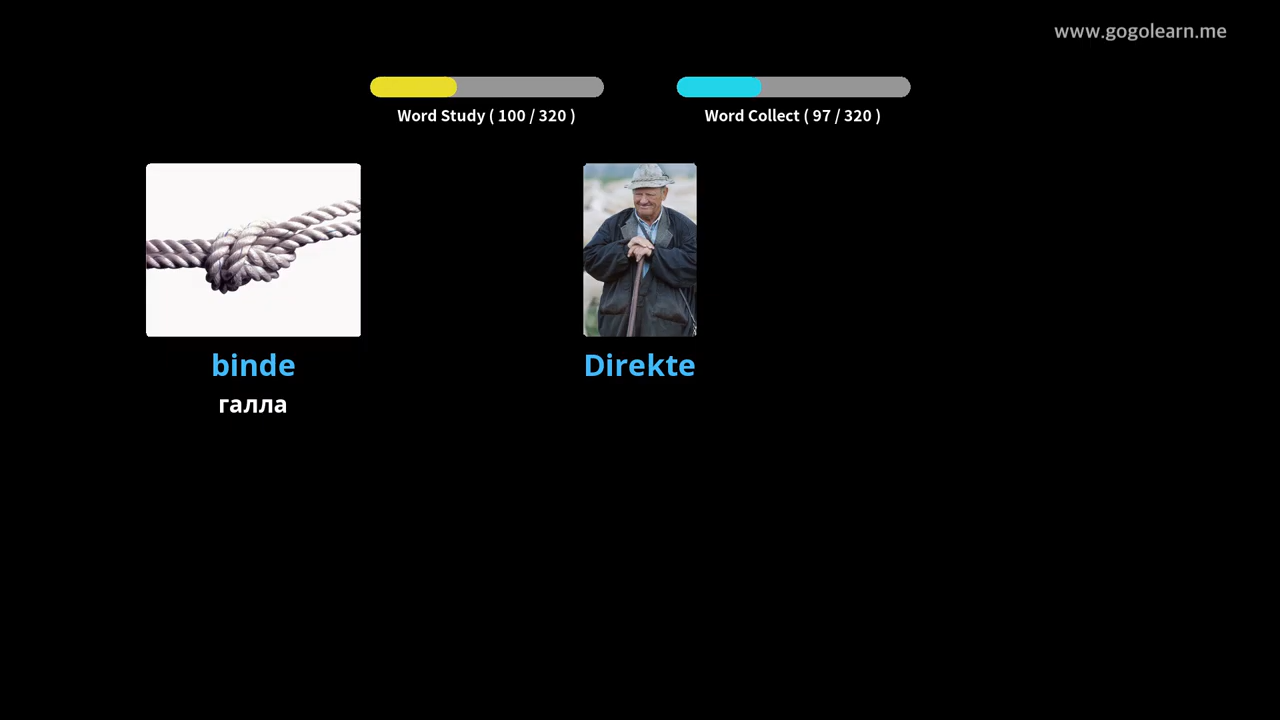 www.gogolearn.me
Word Study ( 100 / 320 )
Word Collect ( 97 / 320 )
binde
Direkte
галла